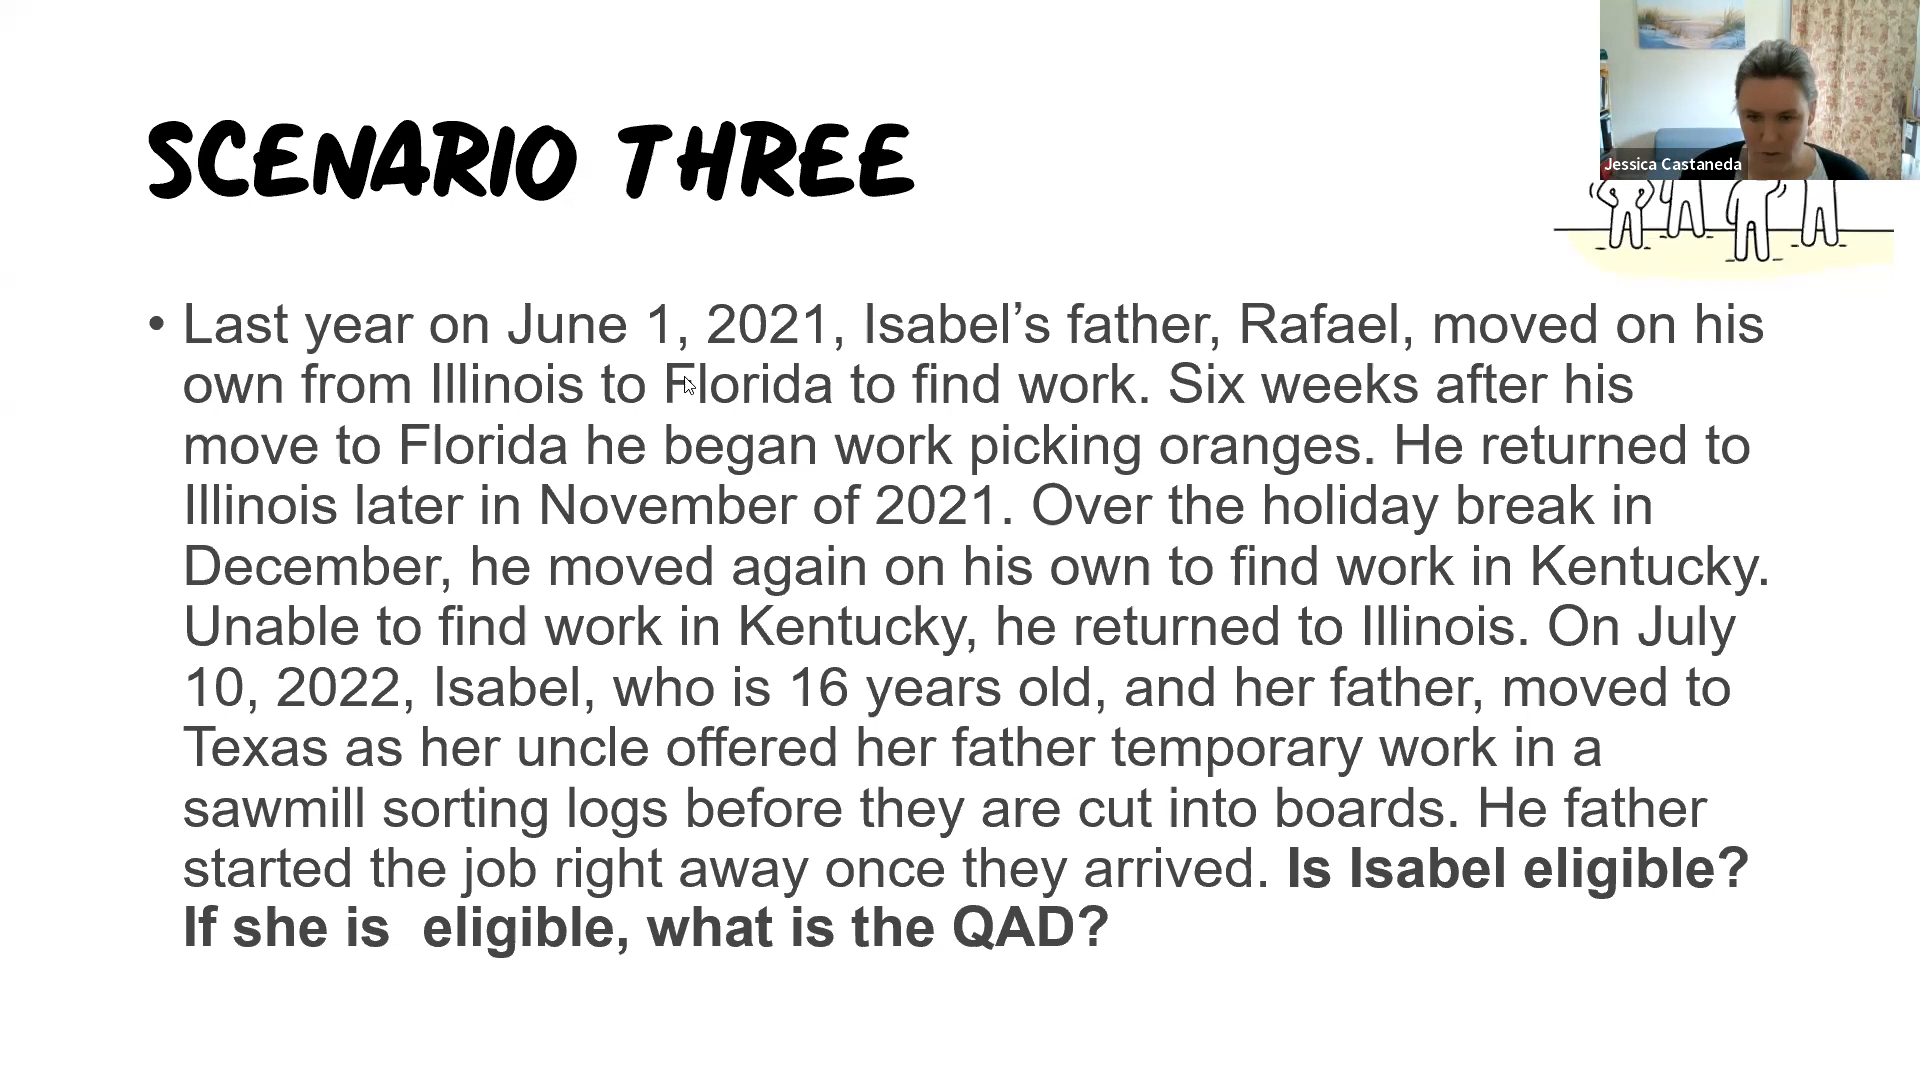 SCENARIO THREE
Jessica Castaneda
• Last year on June 1, 2021, Isabel’s father, Rafael, moved on his
own from Illinois to Florida to find work. Six weeks after his
move to Florida he began work picking oranges. He returned to
Illinois later in November of 2021. Over the holiday break in
December, he moved again on his own to find work in Kentucky.
Unable to find work in Kentucky, he returned to Illinois. On July
10, 2022, Isabel, who is 16 years old, and her father, moved to
Texas as her uncle offered her father temporary work in a
sawmill sorting logs before they are cut into boards. He father
started the job right away once they arrived. Is Isabel eligible?
If she is  eligible, what is the QAD?